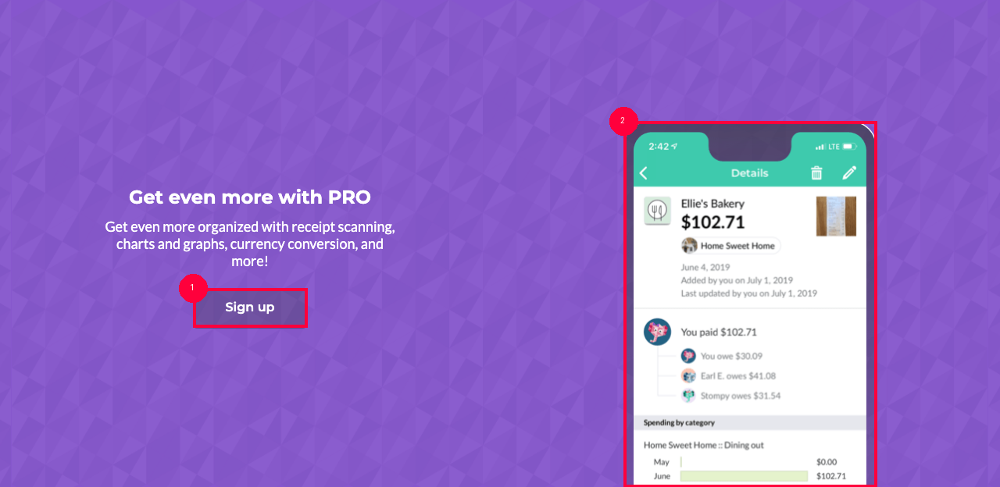 Get even more with PRO
Get even more organized with receipt scanning,
charts and graphs, currency conversion, and
more!
1
Sign up
2
2:42
LTE
Details
Ellie's Bakery
$102.71
Home Sweet Home
June 4, 2019
Added by you on July 1, 2019
Last updated by you on July 1, 2019
You paid $102.71
You owe $30.09
Earl E. owes $41.08
Stompy owes $31.54
Spending by category
Home Sweet Home :: Dining out
May $0.00
June $102.71